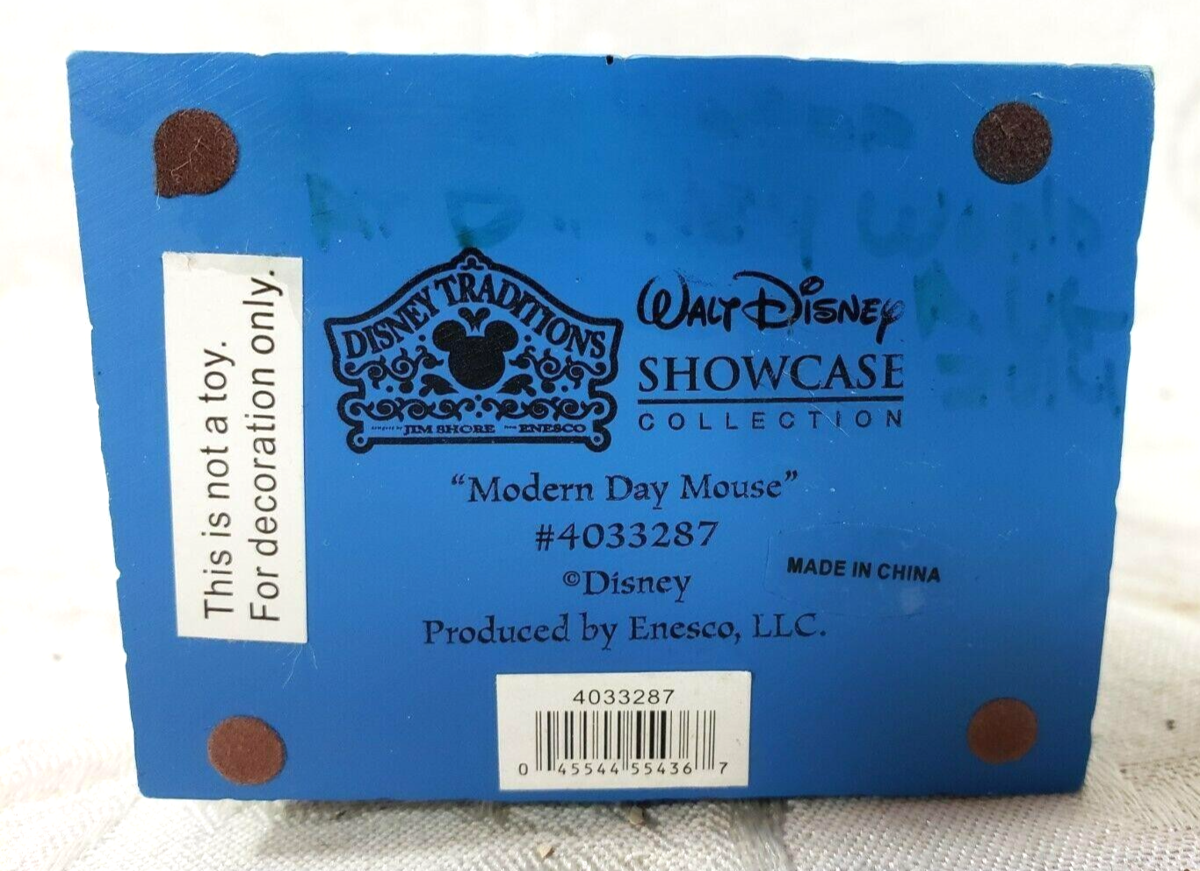 This is not a toy.
For decoration only.
DISNEY TRADITIONS
JIM SHORE ENESCO
WALT DISNEY
SHOWCASE
COLLECTION
“Modern Day Mouse”
#4033287
©Disney
Produced by Enesco, LLC.
MADE IN CHINA
4033287
0 45544 55436 7